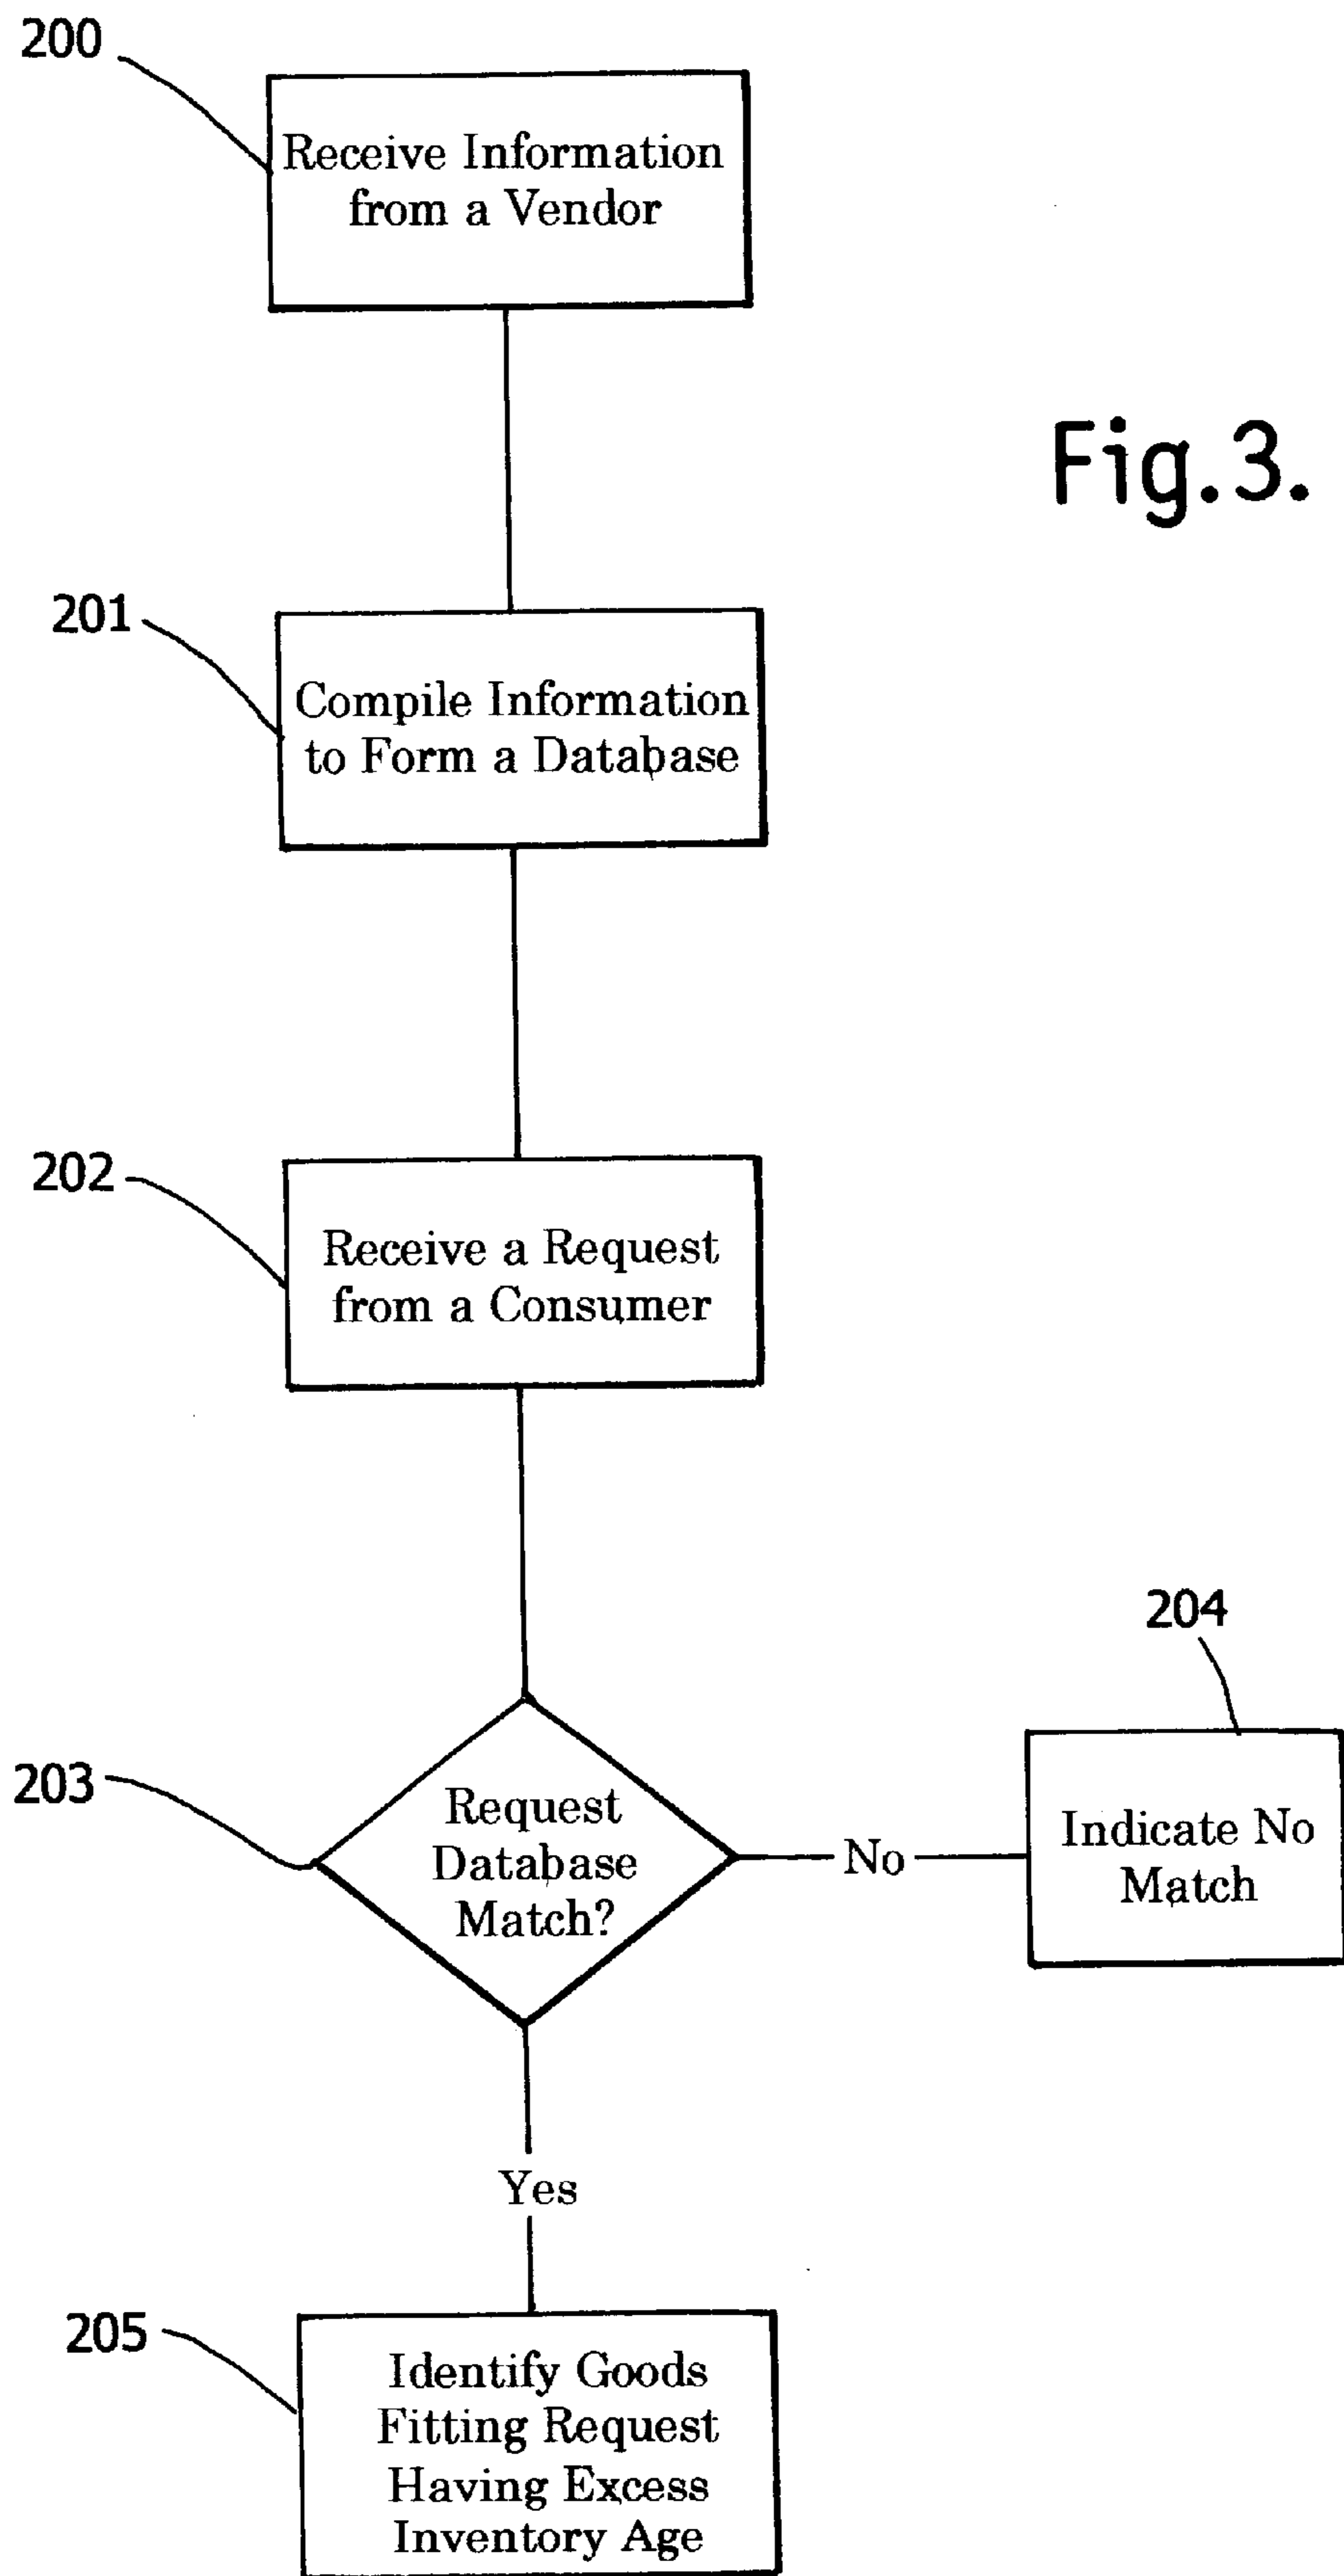 200
Receive Information
from a Vendor
Fig.3.
201
Compile Information
to Form a Database
202
Receive a Request
from a Consumer
203
Request
Database
Match?
No
204
Indicate No
Match
Yes
205
Identify Goods
Fitting Request
Having Excess
Inventory Age